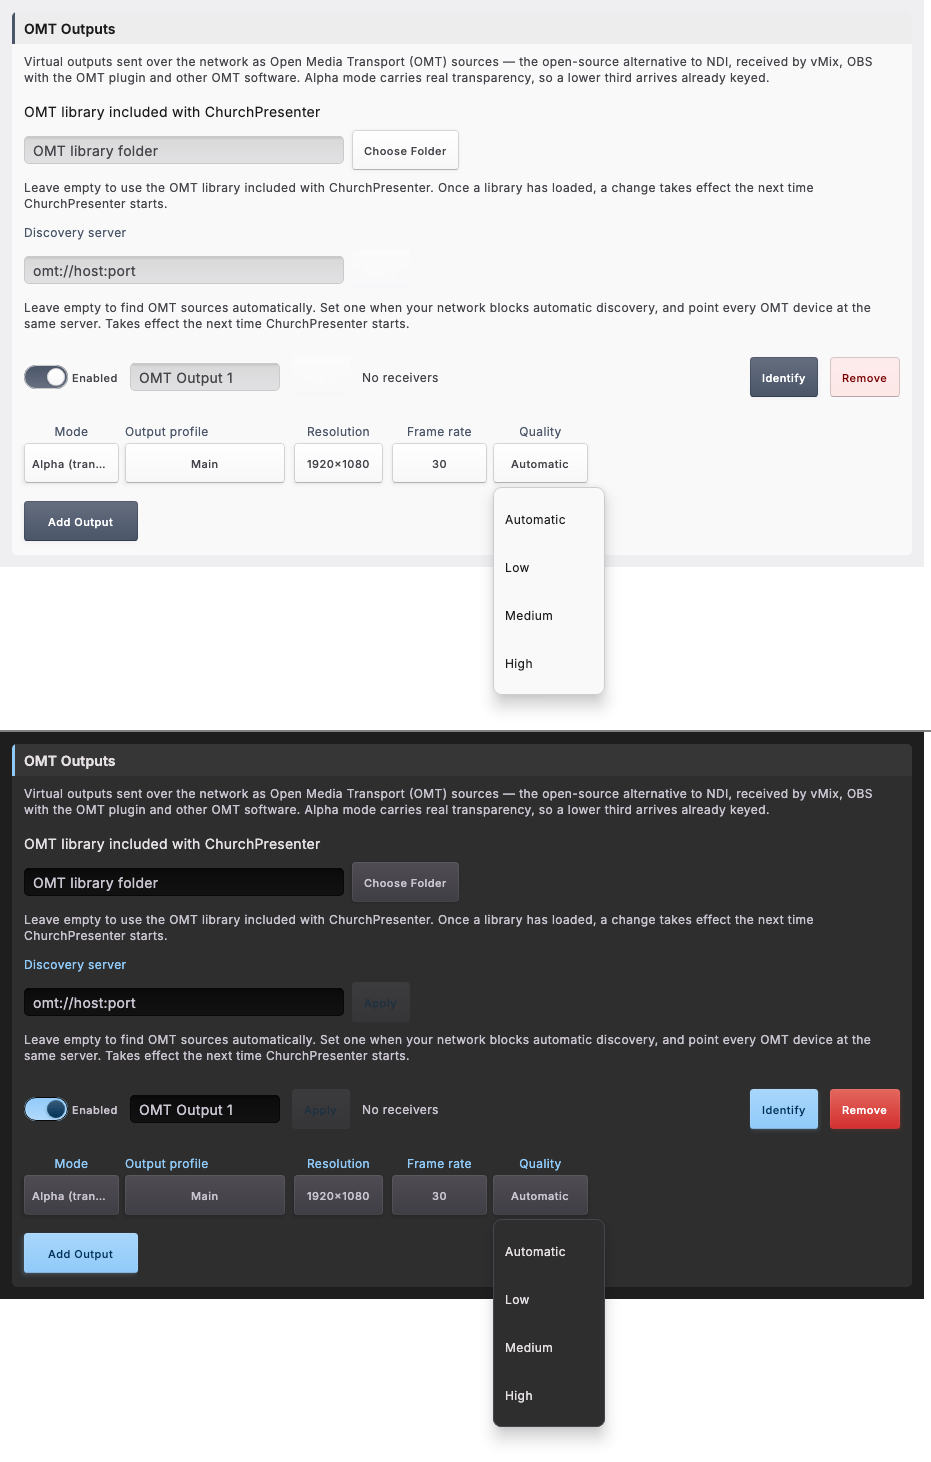 OMT Outputs
Virtual outputs sent over the network as Open Media Transport (OMT) sources — the open-source alternative to NDI, received by vMix, OBS
with the OMT plugin and other OMT software. Alpha mode carries real transparency, so a lower third arrives already keyed.
OMT library included with ChurchPresenter
OMT library folder
Choose Folder
Leave empty to use the OMT library included with ChurchPresenter. Once a library has loaded, a change takes effect the next time
ChurchPresenter starts.
Discovery server
omt://host:port
Leave empty to find OMT sources automatically. Set one when your network blocks automatic discovery, and point every OMT device at the
same server. Takes effect the next time ChurchPresenter starts.
Enabled
OMT Output 1
No receivers
Identify
Remove
Mode
Output profile
Resolution
Frame rate
Quality
Alpha (tran...
Main
1920×1080
30
Automatic
Add Output
Automatic
Low
Medium
High
OMT Outputs
Virtual outputs sent over the network as Open Media Transport (OMT) sources — the open-source alternative to NDI, received by vMix, OBS
with the OMT plugin and other OMT software. Alpha mode carries real transparency, so a lower third arrives already keyed.
OMT library included with ChurchPresenter
OMT library folder
Choose Folder
Leave empty to use the OMT library included with ChurchPresenter. Once a library has loaded, a change takes effect the next time
ChurchPresenter starts.
Discovery server
omt://host:port
Apply
Leave empty to find OMT sources automatically. Set one when your network blocks automatic discovery, and point every OMT device at the
same server. Takes effect the next time ChurchPresenter starts.
Enabled
OMT Output 1
Apply
No receivers
Identify
Remove
Mode
Output profile
Resolution
Frame rate
Quality
Alpha (tran...
Main
1920×1080
30
Automatic
Add Output
Automatic
Low
Medium
High